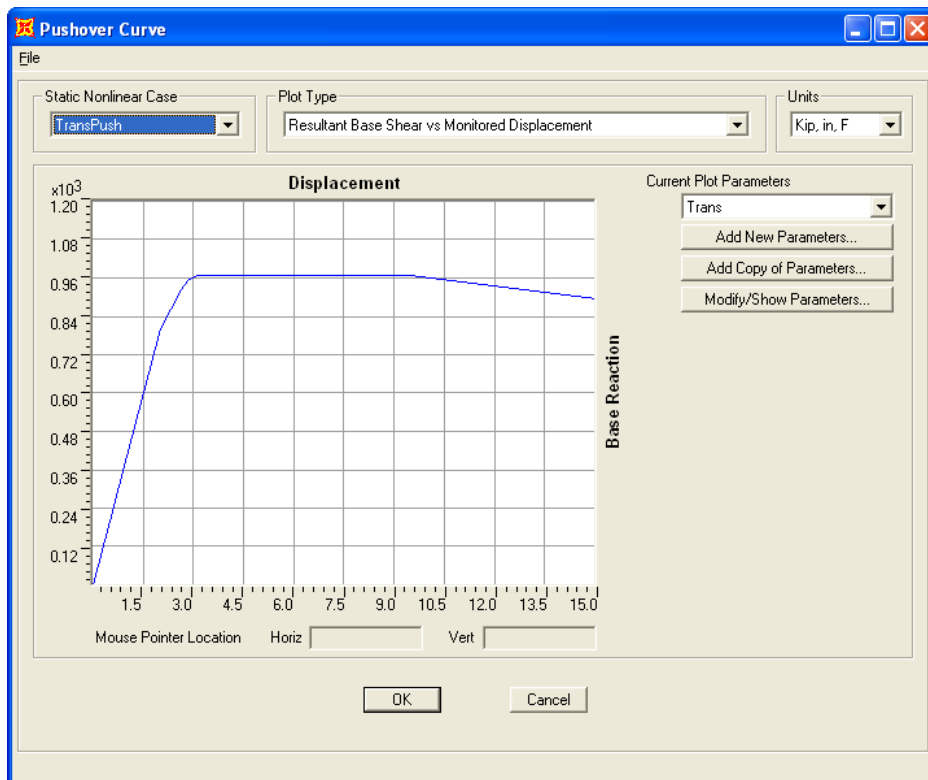 Pushover Curve
File
Static Nonlinear Case
Plot Type
Units
TransPush
Resultant Base Shear vs Monitored Displacement
Kip, in, F
Displacement
x10³
1.20
1.08
0.96
0.84
0.72
0.60
0.48
0.36
0.24
0.12
1.5 3.0 4.5 6.0 7.5 9.0 10.5 12.0 13.5 15.0
Base Reaction
Current Plot Parameters
Trans
Add New Parameters...
Add Copy of Parameters...
Modify/Show Parameters...
Mouse Pointer Location Horiz Vert
OK Cancel